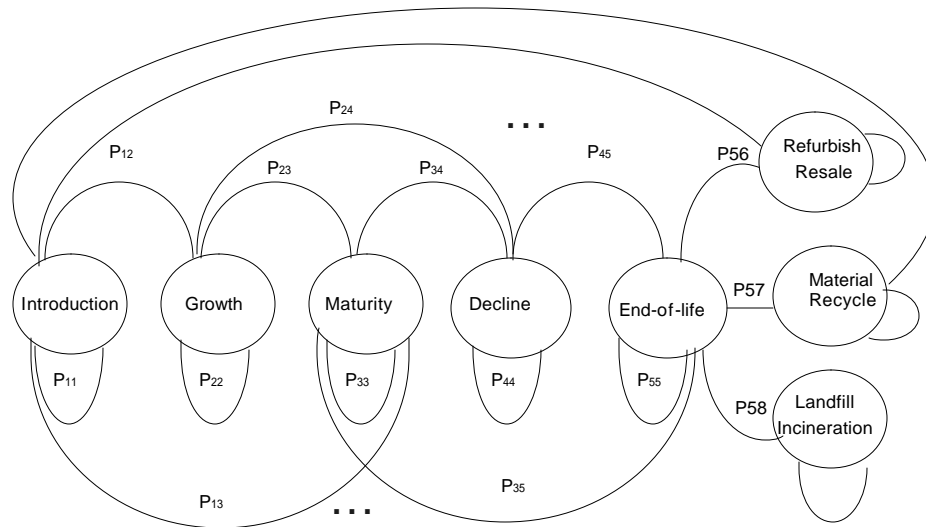 P24
...
P12
P23
P34
P45
P56
Refurbish
Resale
Introduction
Growth
Maturity
Decline
End-of-life
P57
Material
Recycle
P11
P22
P33
P44
P55
P58
Landfill
Incineration
P13
...
P35